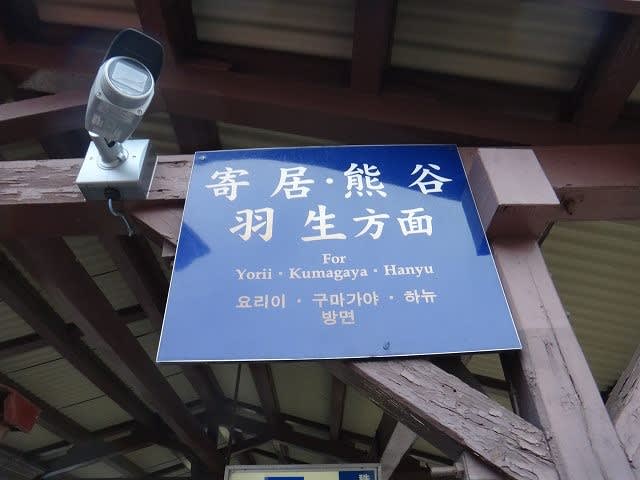 寄居・熊谷
羽生方面
For
Yorii・Kumagaya・Hanyu
요리이・구마가야・하뉴
방면